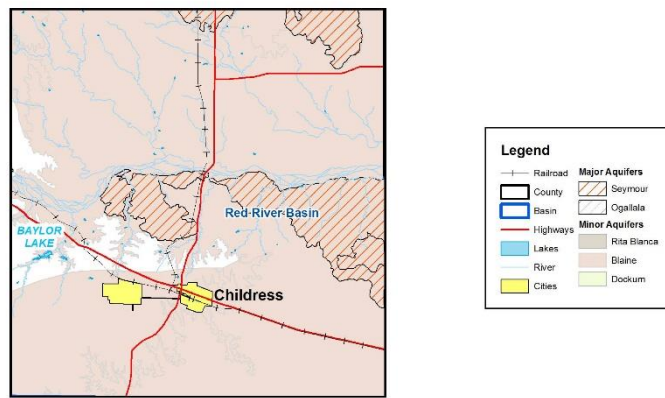 Red River Basin
BAYLOR
LAKE
Childress
Legend
Railroad
County
Basin
Highways
Lakes
River
Cities
Major Aquifers
Seymour
Ogallala
Minor Aquifers
Rita Blanca
Blaine
Dockum